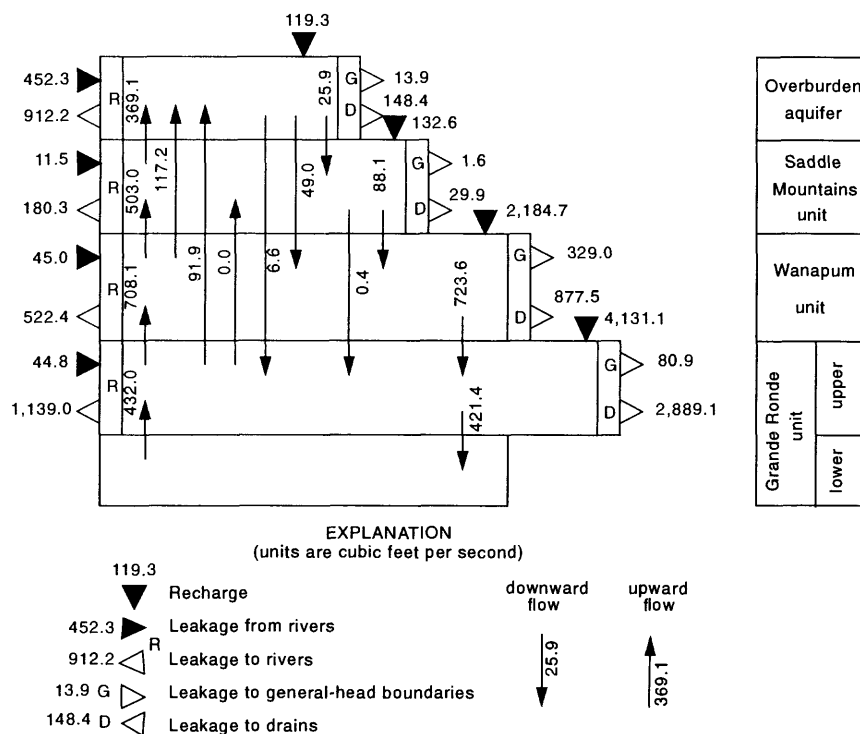 119.3
452.3
R
369.1
25.9
G
13.9
912.2
D
148.4
132.6
117.2
11.5
R
503.0
49.0
88.1
G
1.6
180.3
D
29.9
2,184.7
45.0
R
708.1
91.9
0.0
6.6
0.4
723.6
G
329.0
522.4
D
877.5
4,131.1
44.8
R
432.0
G
80.9
1,139.0
421.4
D
2,889.1
Overburden
aquifer
Saddle
Mountains
unit
Wanapum
unit
Grande Ronde
unit
upper
lower
EXPLANATION
(units are cubic feet per second)
119.3
Recharge
452.3
Leakage from rivers
R
912.2
Leakage to rivers
13.9 G
Leakage to general-head boundaries
148.4 D
Leakage to drains
downward
flow
25.9
upward
flow
369.1